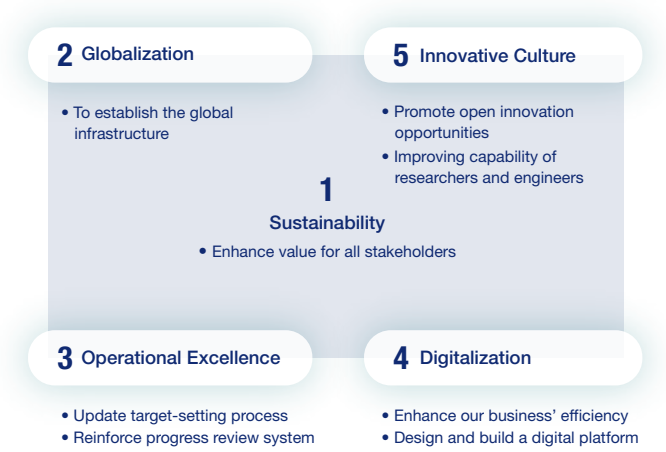 2 Globalization
• To establish the global
infrastructure
5 Innovative Culture
• Promote open innovation
opportunities
• Improving capability of
researchers and engineers
1
Sustainability
• Enhance value for all stakeholders
3 Operational Excellence
• Update target-setting process
• Reinforce progress review system
4 Digitalization
• Enhance our business’ efficiency
• Design and build a digital platform